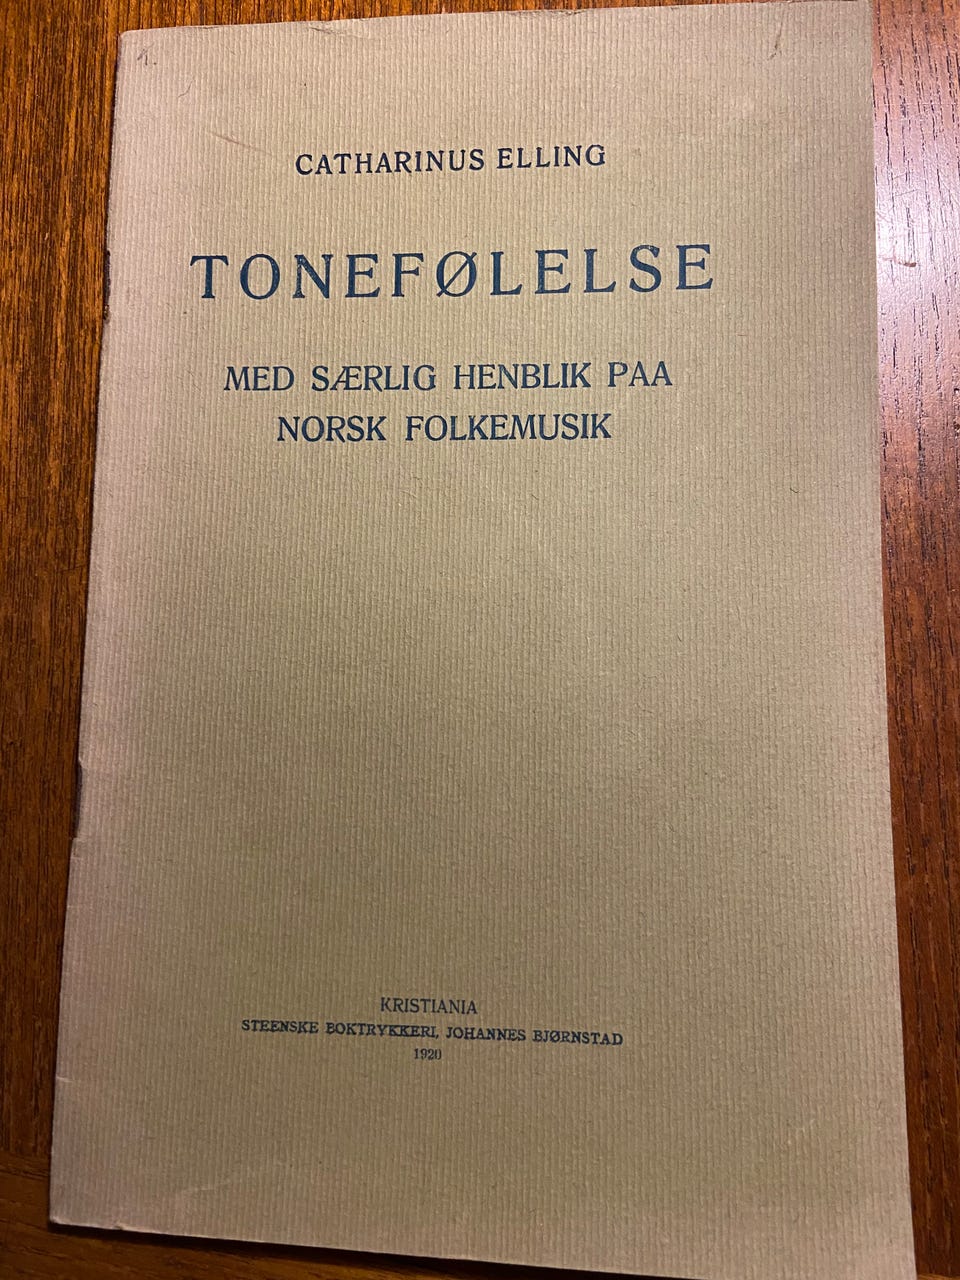 CATHARINUS ELLING
TONEFØLELSE
MED SÆRLIG HENBLIK PAA
NORSK FOLKEMUSIK
KRISTIANIA
STEENSKE BOKTRYKKERI, JOHANNES BJØRNSTAD
1920